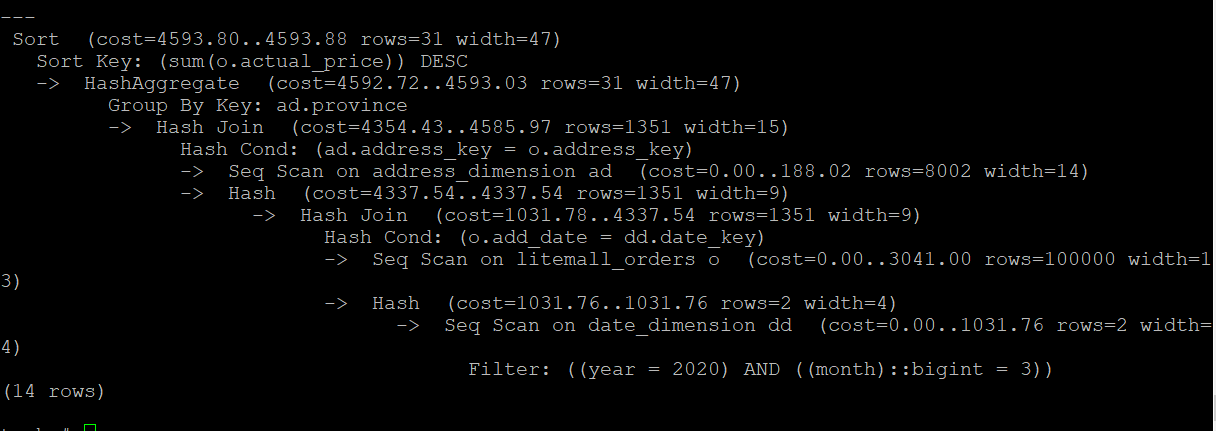 ---
Sort  (cost=4593.80..4593.88 rows=31 width=47)
  Sort Key: (sum(o.actual_price)) DESC
  ->  HashAggregate  (cost=4592.72..4593.03 rows=31 width=47)
        Group By Key: ad.province
        ->  Hash Join  (cost=4354.43..4585.97 rows=1351 width=15)
              Hash Cond: (ad.address_key = o.address_key)
              ->  Seq Scan on address_dimension ad  (cost=0.00..188.02 rows=8002 width=14)
              ->  Hash  (cost=4337.54..4337.54 rows=1351 width=9)
                    ->  Hash Join  (cost=1031.78..4337.54 rows=1351 width=9)
                          Hash Cond: (o.add_date = dd.date_key)
                          ->  Seq Scan on litemall_orders o  (cost=0.00..3041.00 rows=100000 width=1
3)
                          ->  Hash  (cost=1031.76..1031.76 rows=2 width=4)
                                ->  Seq Scan on date_dimension dd  (cost=0.00..1031.76 rows=2 width=
4)
                                      Filter: ((year = 2020) AND ((month)::bigint = 3))
(14 rows)